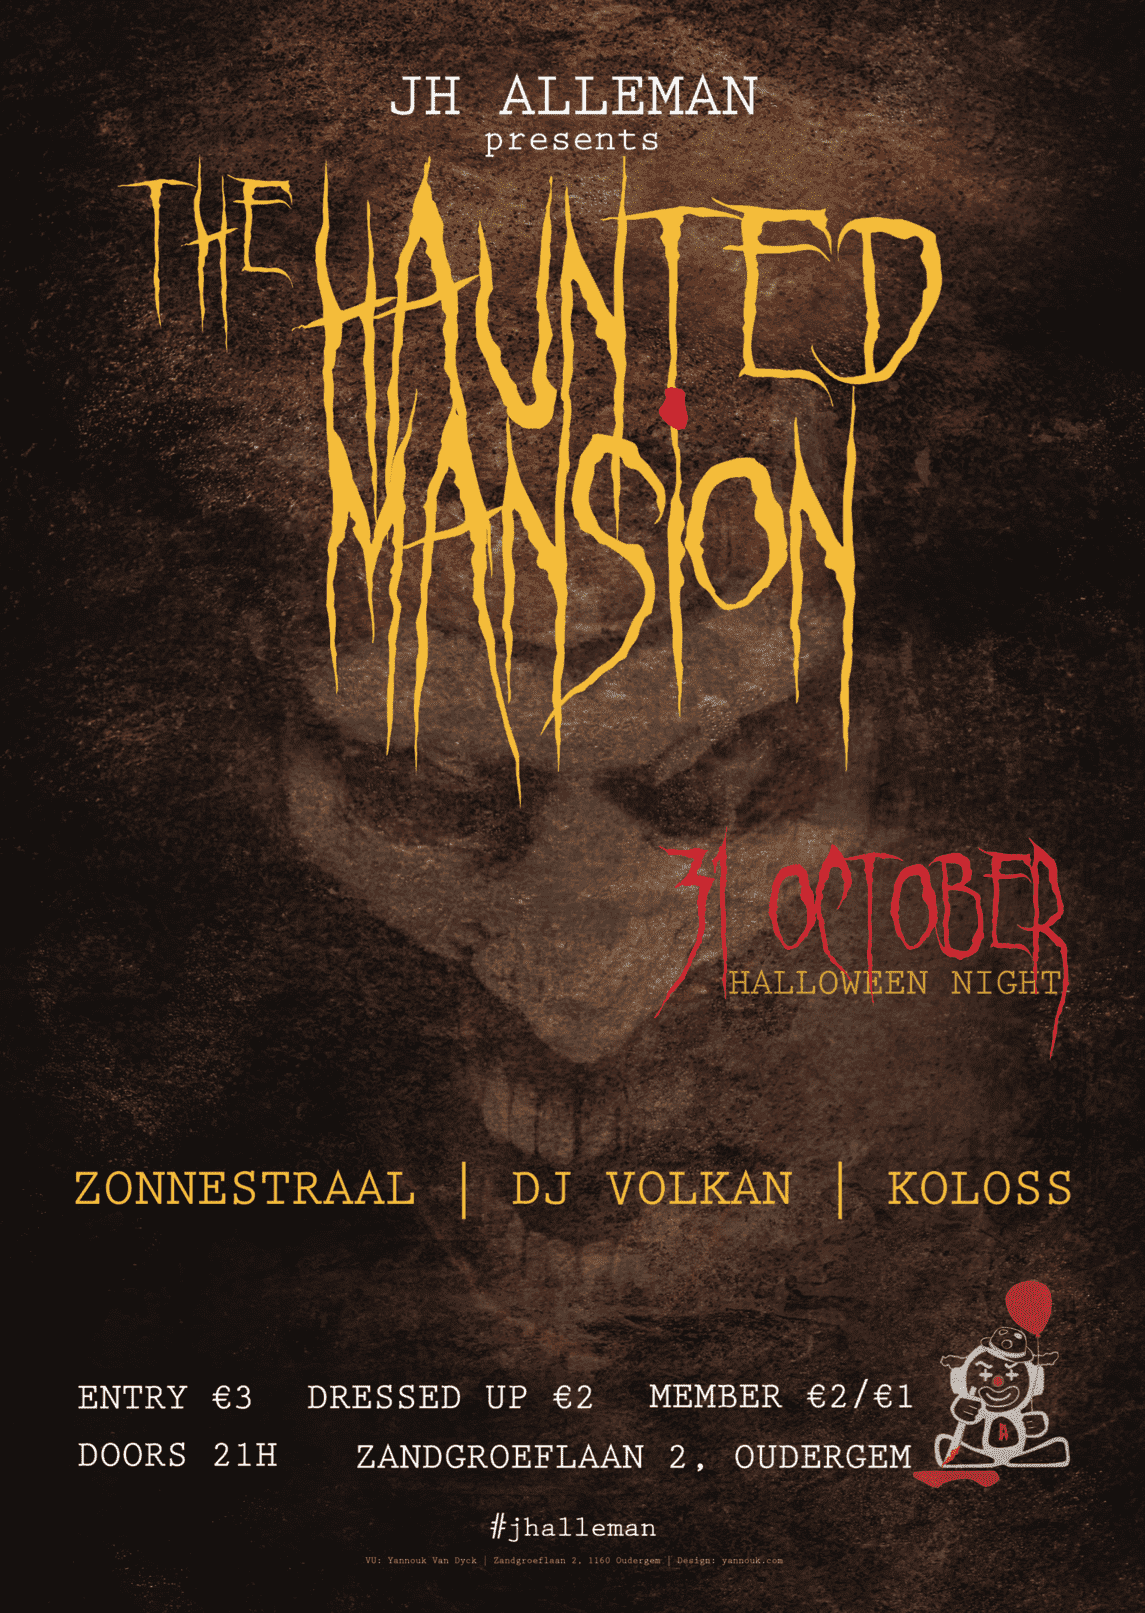 JH ALLEMAN
presents
THE HAUNTED
MANSION
31 OCTOBER
HALLOWEEN NIGHT
ZONNESTRAAL | DJ VOLKAN | KOLOSS
ENTRY €3 DRESSED UP €2 MEMBER €2/€1
DOORS 21H ZANDGROEFLAAN 2, OUDERGEM
A
#jhalleman
VU: Yannouk Van Dyck | Zandgroeflaan 2, 1160 Oudergem | Design: yannouk.com